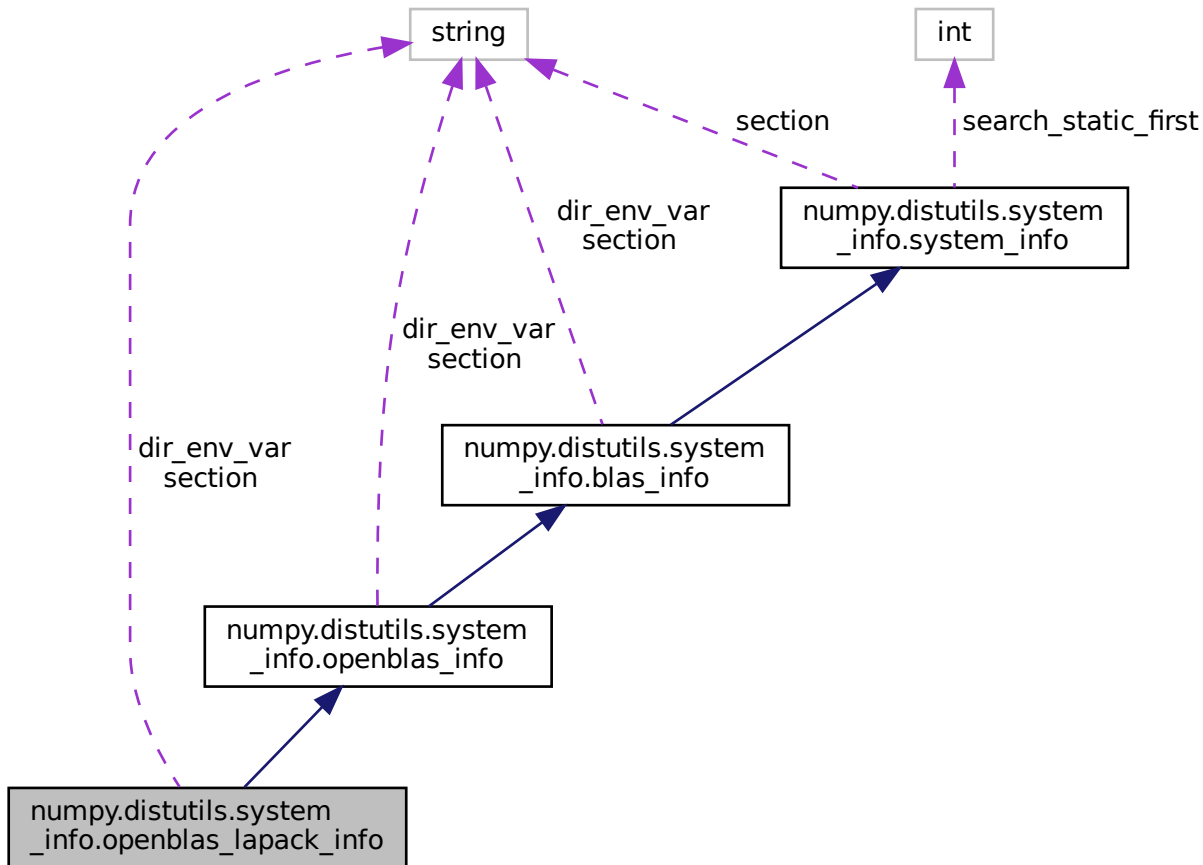 string
int
section
search_static_first
numpy.distutils.system
_info.system_info
dir_env_var
section
dir_env_var
section
numpy.distutils.system
_info.blas_info
dir_env_var
section
numpy.distutils.system
_info.openblas_info
numpy.distutils.system
_info.openblas_lapack_info